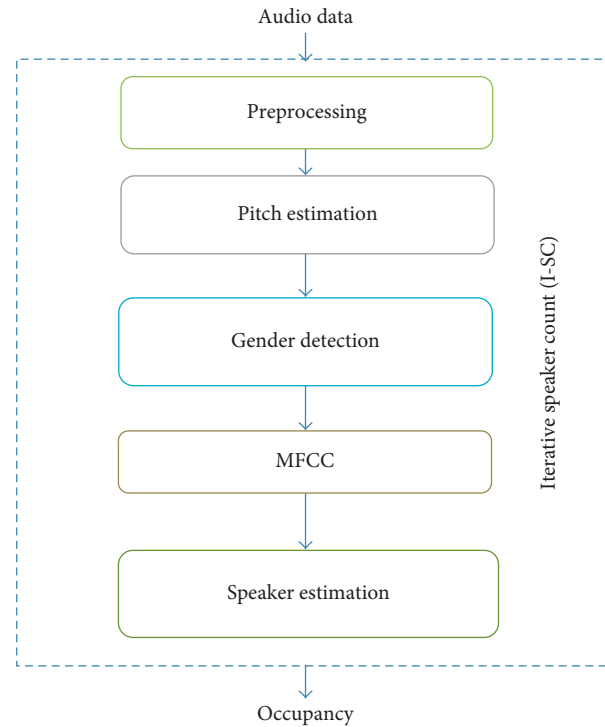 Audio data
Preprocessing
Pitch estimation
Gender detection
Iterative speaker count (I-SC)
MFCC
Speaker estimation
Occupancy